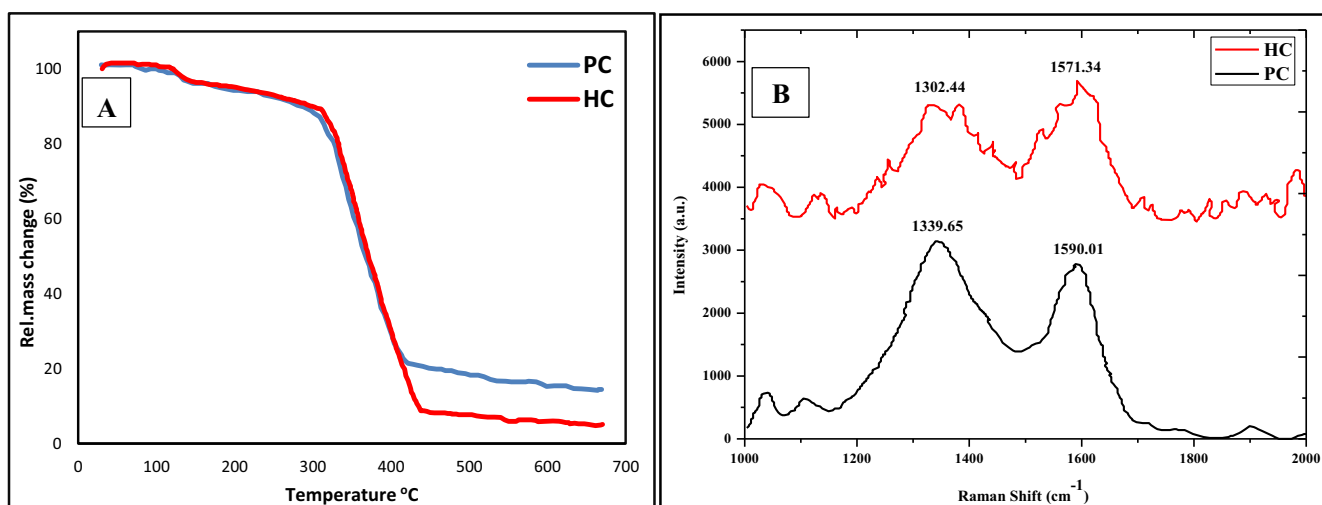 A
PC
HC
Rel.mass change (%)
100
80
60
40
20
0
0 100 200 300 400 500 600 700
Temperature ºC
B
HC
PC
1302.44
1571.34
1339.65
1590.01
Intensity (a.u.)
6000
5000
4000
3000
2000
1000
0
1000 1200 1400 1600 1800 2000
Raman Shift (cm-1)